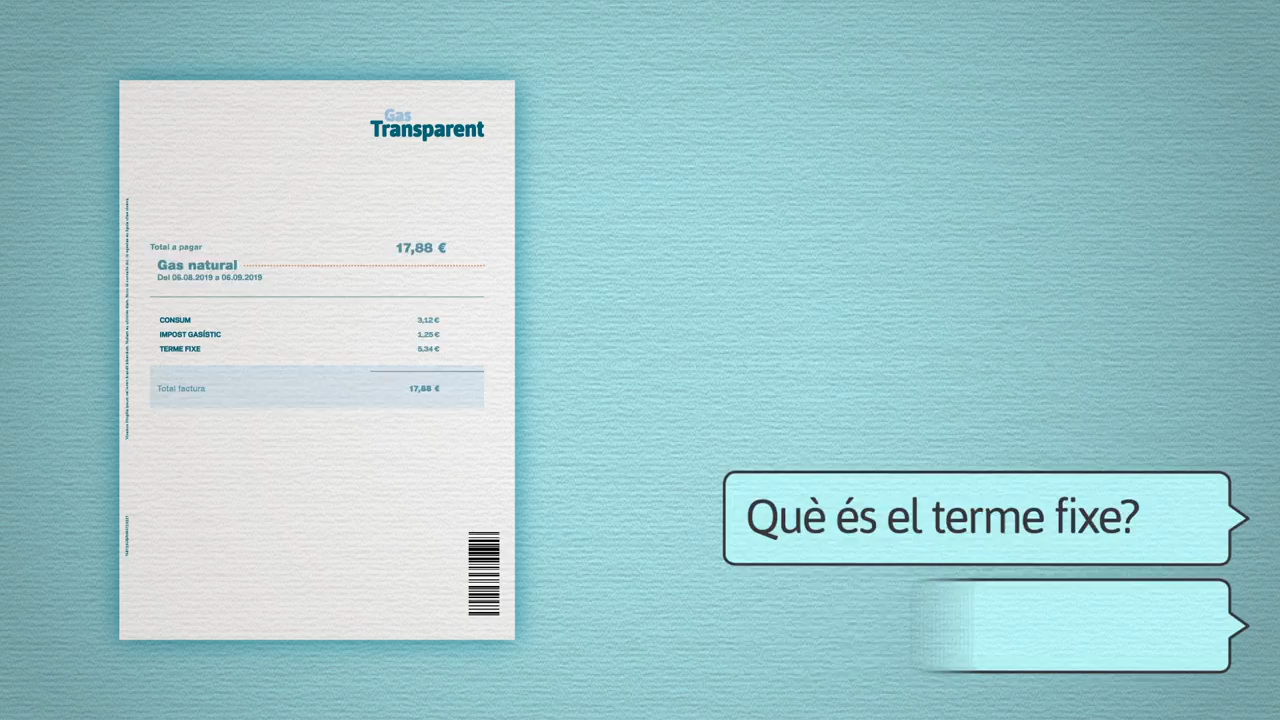 Gas
Transparent
Total a pagar 17,88 €
Gas natural
Del 06.08.2019 a 06.09.2019
CONSUM 3,12 €
IMPOST GASÍSTIC 1,25 €
TERME FIXE 5,34 €
Total factura 17,88 €
Què és el terme fixe?